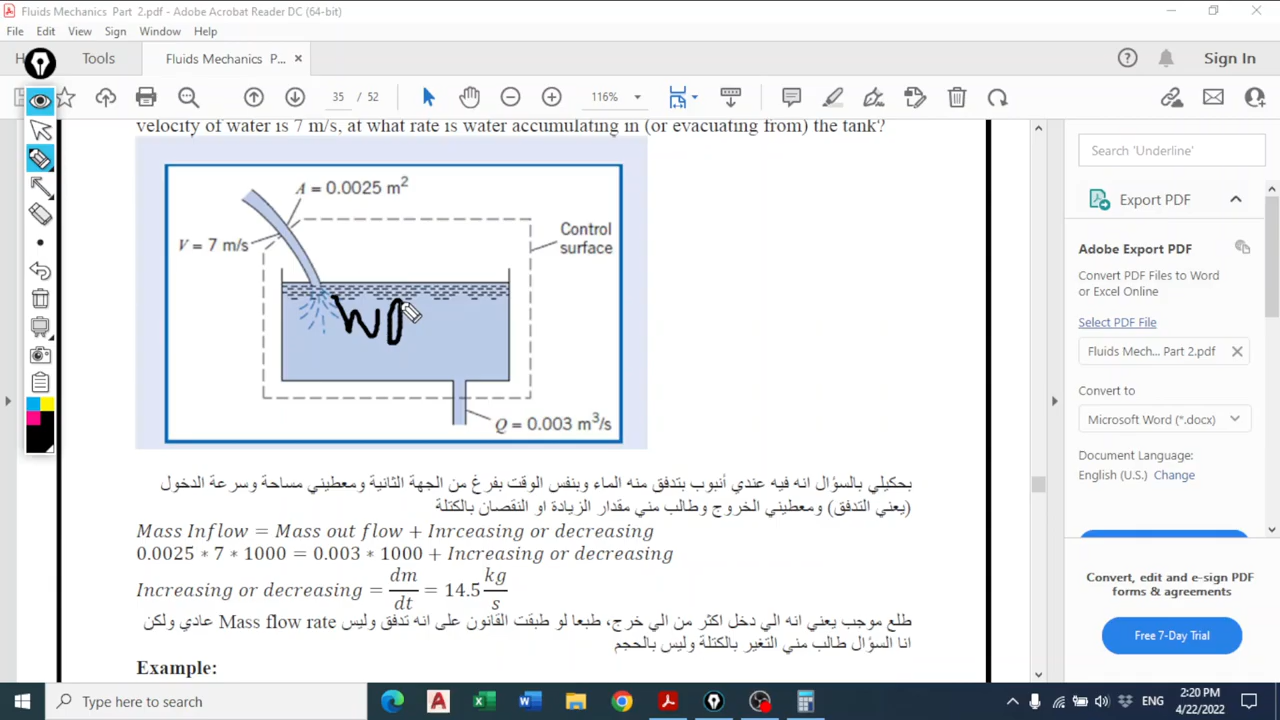 Fluids Mechanics Part 2.pdf - Adobe Acrobat Reader DC (64-bit)
File Edit View Sign Window Help
Tools
Fluids Mechanics P... ×
Sign In
35 / 52
116%
velocity of water is 7 m/s, at what rate is water accumulating in (or evacuating from) the tank?
A = 0.0025 m²
V = 7 m/s
Control
surface
Q = 0.003 m³/s
بحكيلي بالسؤال انه فيه عندي أنبوب بتدفق منه الماء وبنفس الوقت بفرغ من الجهة الثانية ومعطيني مساحة وسرعة الدخول
(يعني التدفق) ومعطيني الخروج وطالب مني مقدار الزيادة او النقصان بالكتلة
Mass Inflow = Mass out flow + Inrceasing or decreasing
0.0025 * 7 * 1000 = 0.003 * 1000 + Increasing or decreasing
Increasing or decreasing = dm/dt = 14.5 kg/s
طلع موجب يعني انه الي دخل اكثر من الي خرج، طبعا لو طبقت القانون على انه تدفق وليس Mass flow rate عادي ولكن
انا السؤال طالب مني التغير بالكتلة وليس بالحجم
Example:
Search 'Underline'
Export PDF
Adobe Export PDF
Convert PDF Files to Word
or Excel Online
Select PDF File
Fluids Mech... Part 2.pdf
Convert to
Microsoft Word (*.docx)
Document Language:
English (U.S.) Change
Convert, edit and e-sign PDF
forms & agreements
Free 7-Day Trial
Type here to search
ENG
2:20 PM
4/22/2022